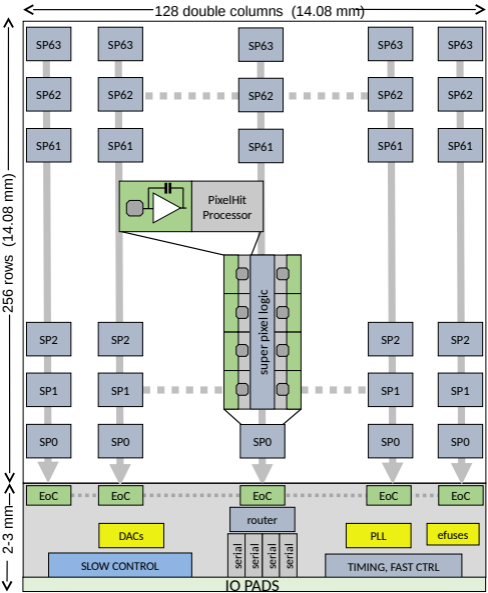 128 double columns (14.08 mm)
256 rows (14.08 mm)
SP63 SP63 SP63 SP63 SP63
SP62 SP62 SP62 SP62 SP62
SP61 SP61 SP61 SP61 SP61
PixelHit
Processor
super pixel logic
SP2 SP2 SP2 SP2
SP1 SP1 SP1 SP1
SP0 SP0 SP0 SP0 SP0
2-3 mm
EoC EoC EoC EoC EoC
router
DACs PLL efuses
serial serial serial serial
SLOW CONTROL TIMING, FAST CTRL
IO PADS